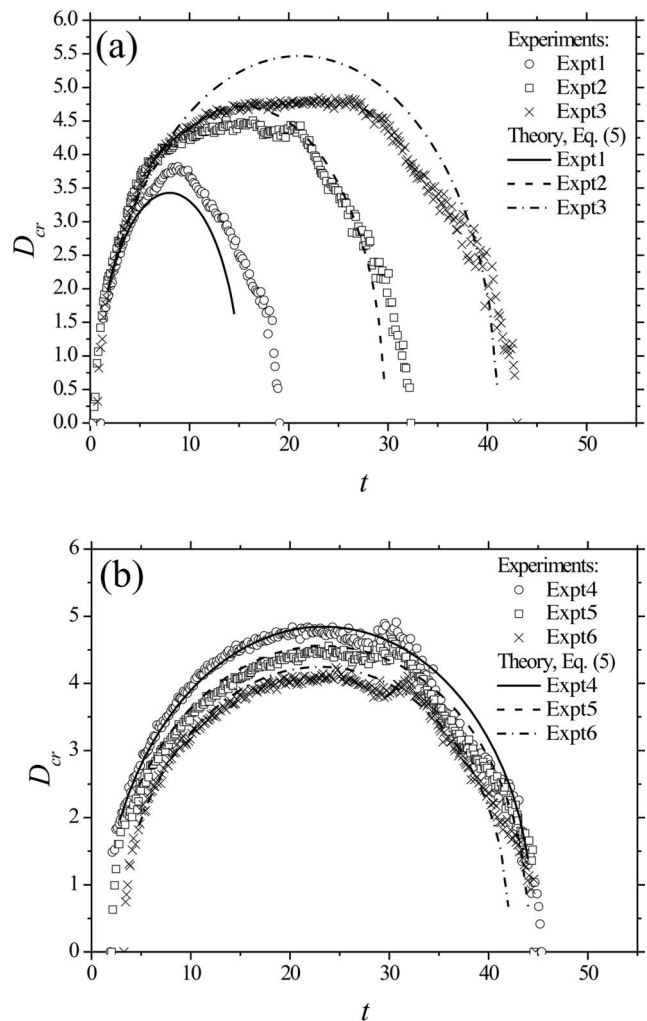 (a)
Experiments:
Expt1
Expt2
Expt3
Theory, Eq. (5)
Expt1
Expt2
Expt3
D_cr
6.0
5.5
5.0
4.5
4.0
3.5
3.0
2.5
2.0
1.5
1.0
0.5
0.0
0 10 20 30 40 50
t
(b)
Experiments:
Expt4
Expt5
Expt6
Theory, Eq. (5)
Expt4
Expt5
Expt6
D_cr
6
5
4
3
2
1
0
0 10 20 30 40 50
t